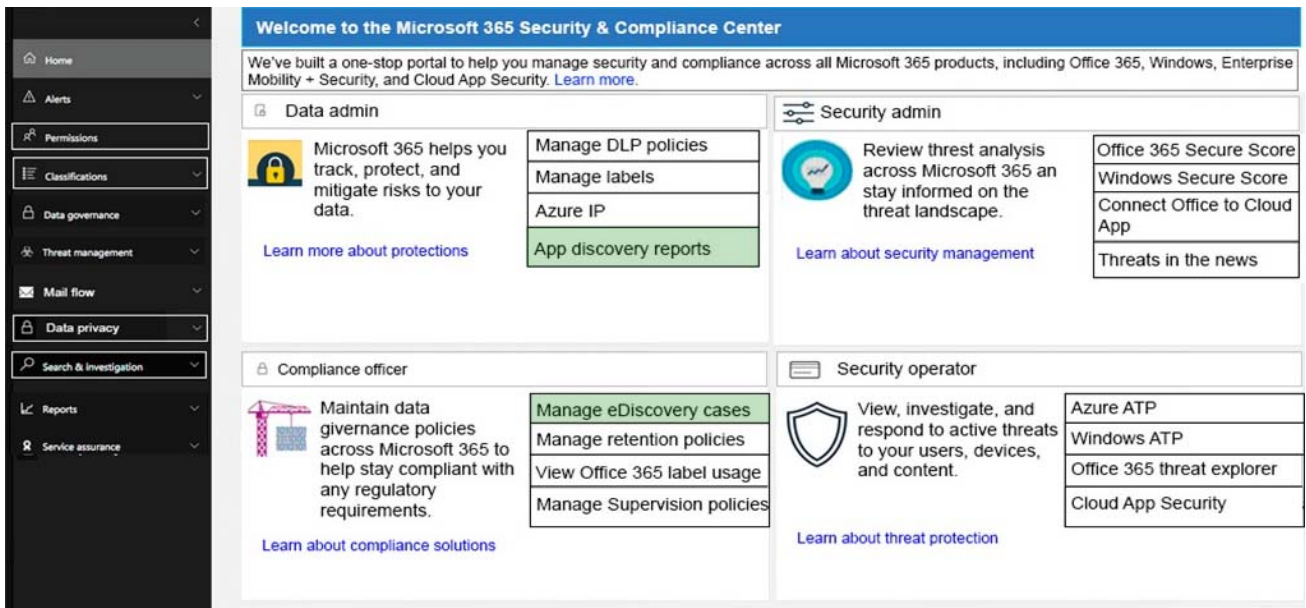 Home
Alerts
Permissions
Classifications
Data governance
Threat management
Mail flow
Data privacy
Search & investigation
Reports
Service assurance
Welcome to the Microsoft 365 Security & Compliance Center
We've built a one-stop portal to help you manage security and compliance across all Microsoft 365 products, including Office 365, Windows, Enterprise
Mobility + Security, and Cloud App Security. Learn more.
Data admin
Microsoft 365 helps you
track, protect, and
mitigate risks to your
data.
Learn more about protections
Manage DLP policies
Manage labels
Azure IP
App discovery reports
Security admin
Review threst analysis
across Microsoft 365 an
stay informed on the
threat landscape.
Learn about security management
Office 365 Secure Score
Windows Secure Score
Connect Office to Cloud
App
Threats in the news
Compliance officer
Maintain data
governance policies
across Microsoft 365 to
help stay compliant with
any regulatory
requirements.
Learn about compliance solutions
Manage eDiscovery cases
Manage retention policies
View Office 365 label usage
Manage Supervision policies
Security operator
View, investigate, and
respond to active threats
to your users, devices,
and content.
Learn about threat protection
Azure ATP
Windows ATP
Office 365 threat explorer
Cloud App Security